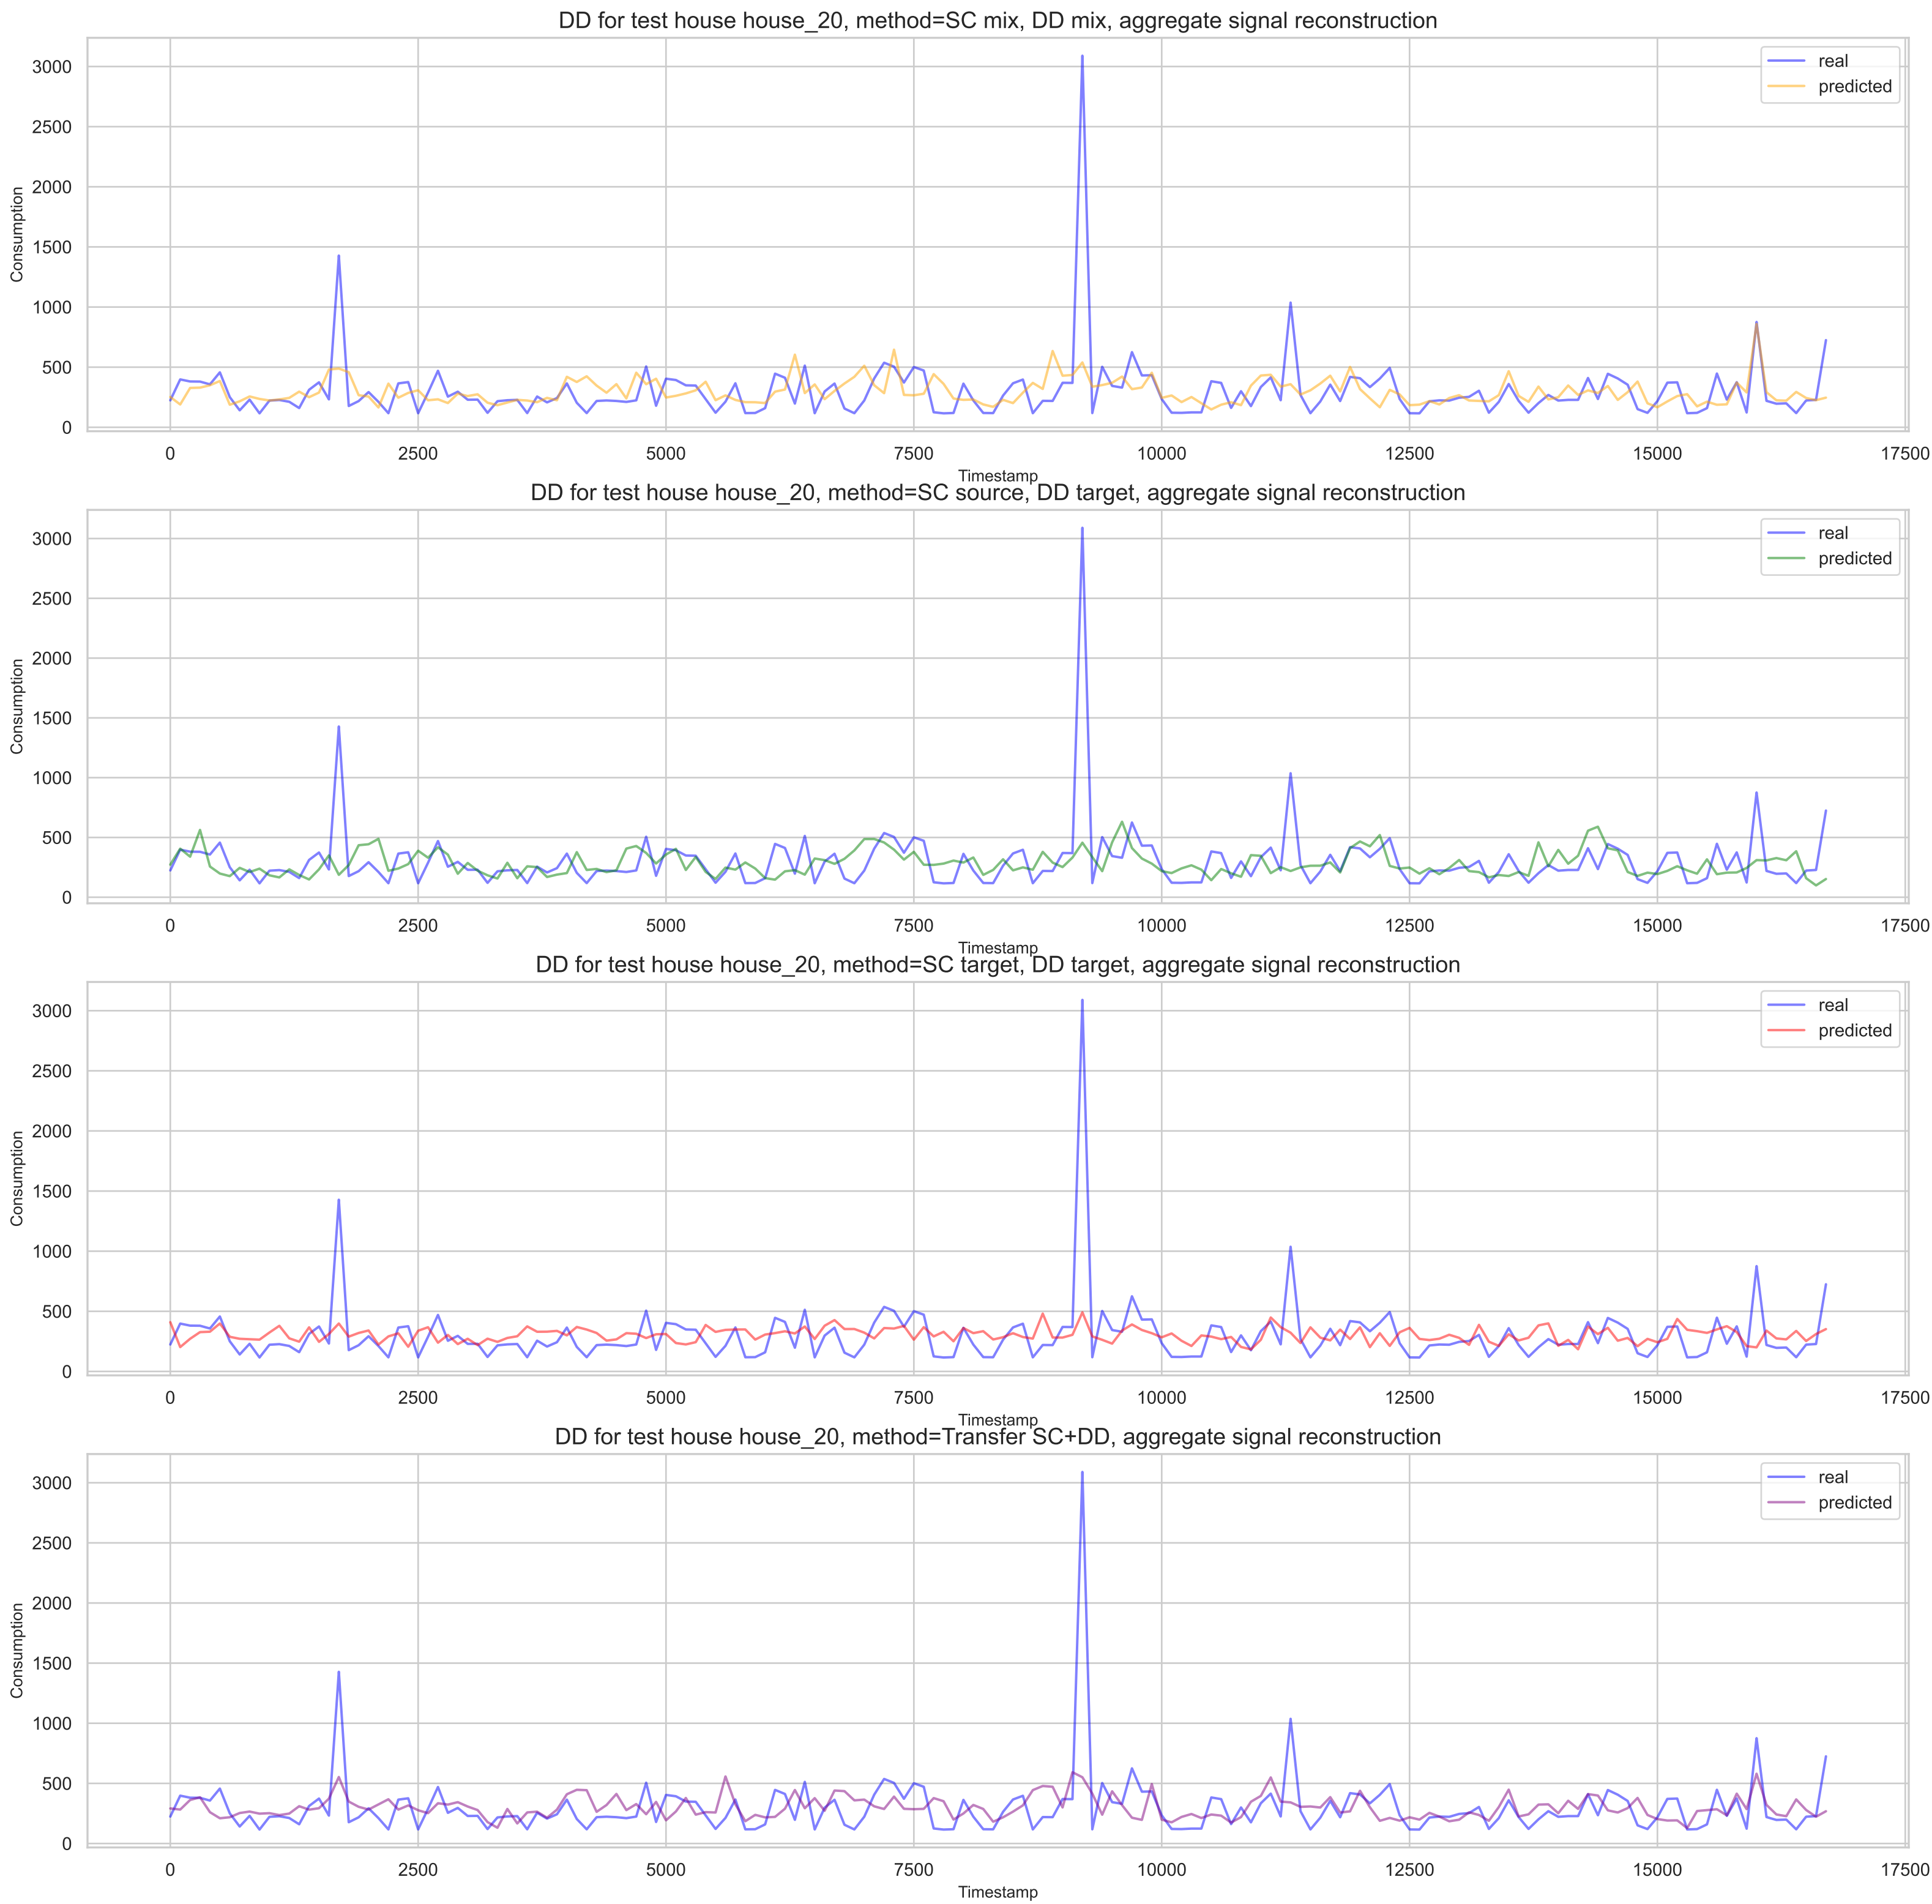 DD for test house house_20, method=SC mix, DD mix, aggregate signal reconstruction
3000
2500
2000
1500
1000
500
0
Consumption
real
predicted
0 2500 5000 7500 10000 12500 15000 17500
Timestamp
DD for test house house_20, method=SC source, DD target, aggregate signal reconstruction
3000
2500
2000
1500
1000
500
0
Consumption
real
predicted
0 2500 5000 7500 10000 12500 15000 17500
Timestamp
DD for test house house_20, method=SC target, DD target, aggregate signal reconstruction
3000
2500
2000
1500
1000
500
0
Consumption
real
predicted
0 2500 5000 7500 10000 12500 15000 17500
Timestamp
DD for test house house_20, method=Transfer SC+DD, aggregate signal reconstruction
3000
2500
2000
1500
1000
500
0
Consumption
real
predicted
0 2500 5000 7500 10000 12500 15000 17500
Timestamp